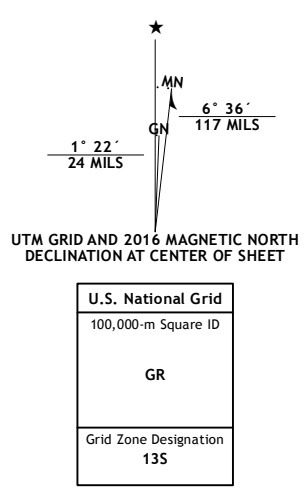 ★
MN
GN
6° 36´
117 MILS
1° 22´
24 MILS
UTM GRID AND 2016 MAGNETIC NORTH
DECLINATION AT CENTER OF SHEET
U.S. National Grid
100,000-m Square ID
GR
Grid Zone Designation
13S